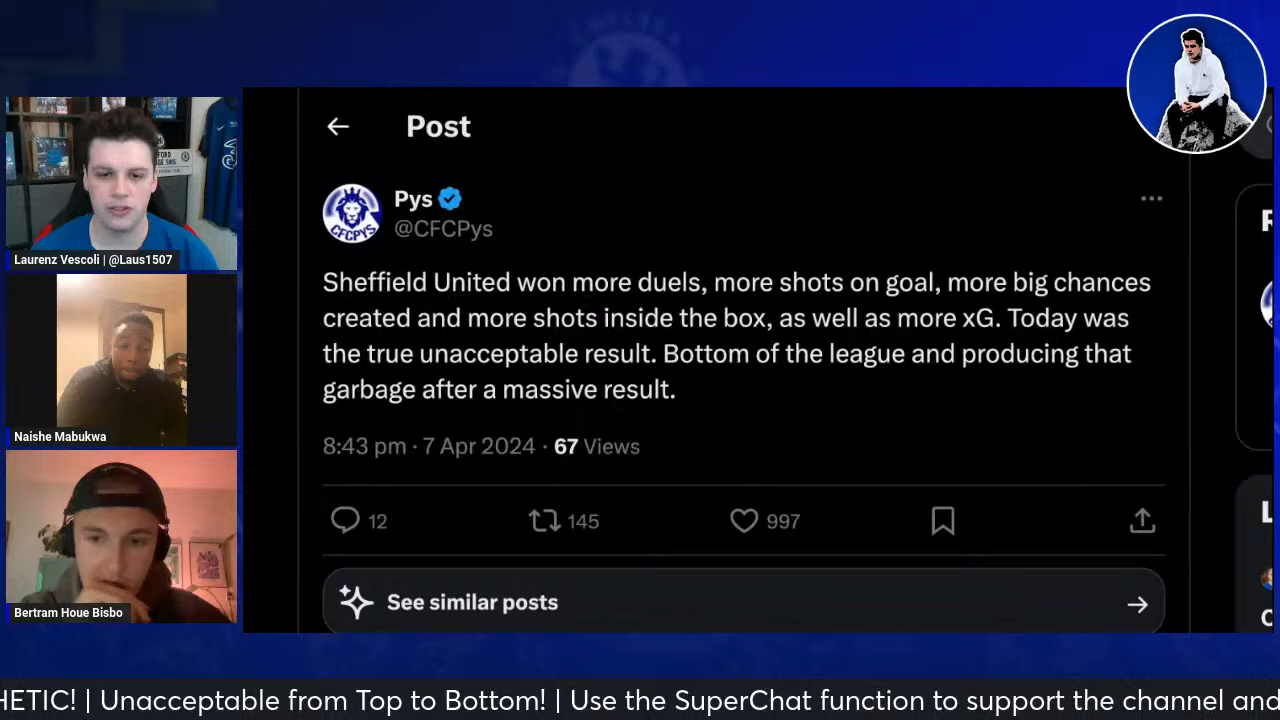 Post
Pys
@CFCPys
CFCPYS
Sheffield United won more duels, more shots on goal, more big chances
created and more shots inside the box, as well as more xG. Today was
the true unacceptable result. Bottom of the league and producing that
garbage after a massive result.
8:43 pm · 7 Apr 2024 · 67 Views
12
145
997
See similar posts
Laurenz Vescoli | @Laus1507
Naishe Mabukwa
Bertram Houe Bisbo
HETIC! | Unacceptable from Top to Bottom! | Use the SuperChat function to support the channel and